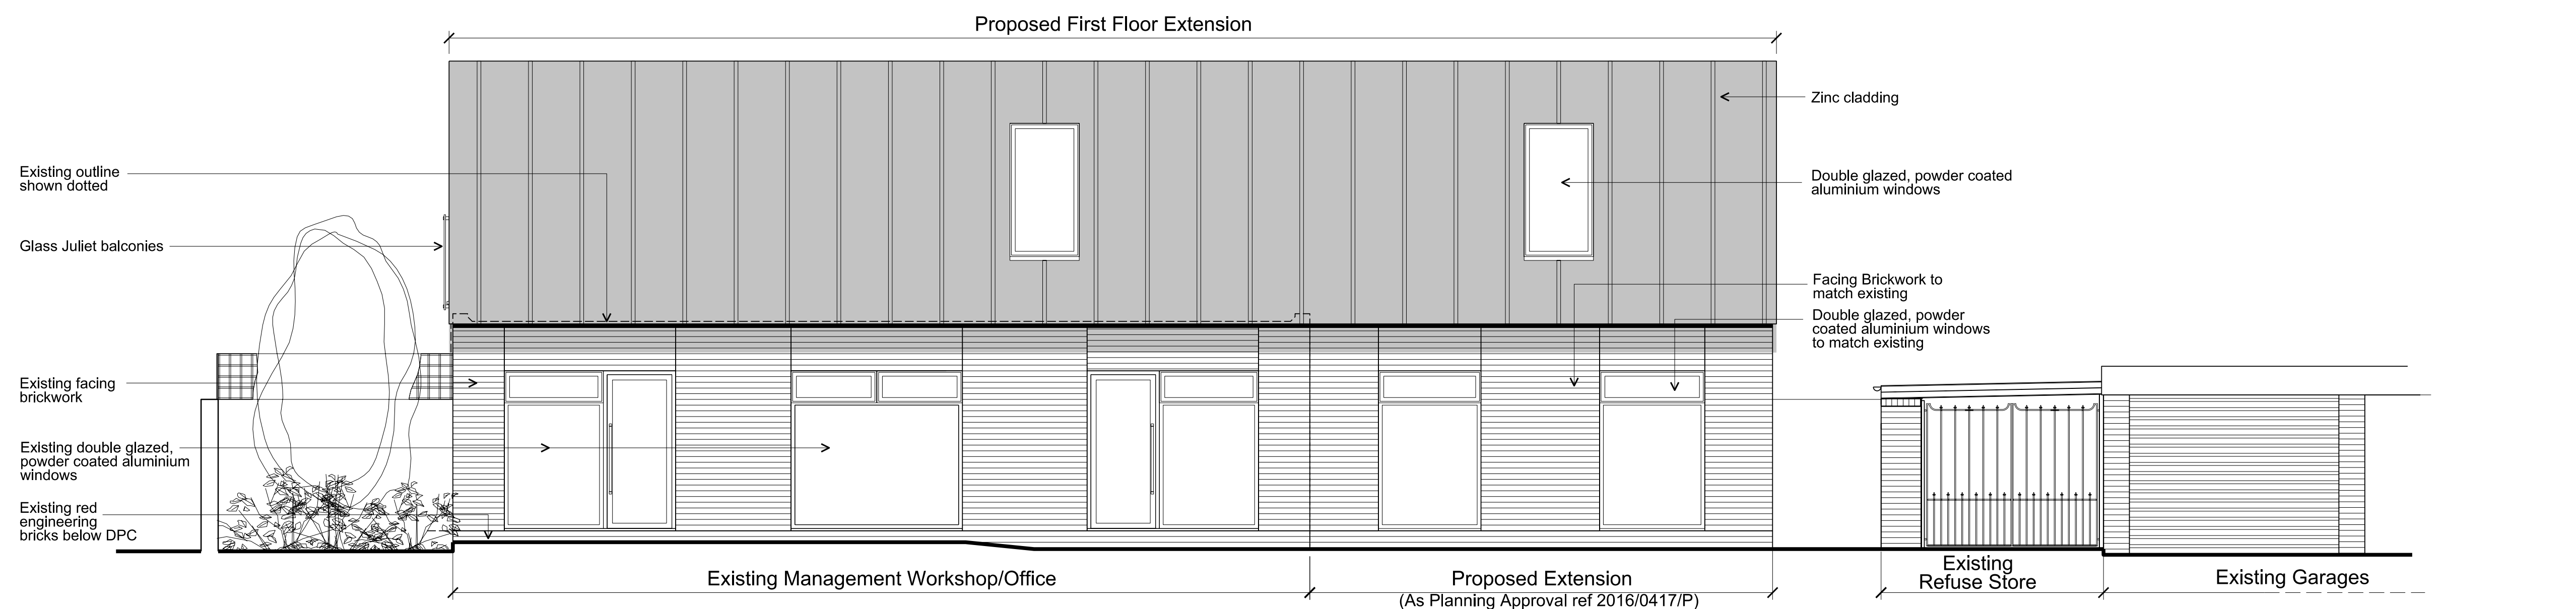 Proposed First Floor Extension
Zinc cladding
Existing outline
shown dotted
Double glazed, powder coated
aluminium windows
Glass Juliet balconies
Facing Brickwork to
match existing
Double glazed, powder
coated aluminium windows
to match existing
Existing facing
brickwork
Existing double glazed,
powder coated aluminium
windows
Existing red
engineering
bricks below DPC
Existing Management Workshop/Office
Proposed Extension
(As Planning Approval ref 2016/0417/P)
Existing
Refuse Store
Existing Garages